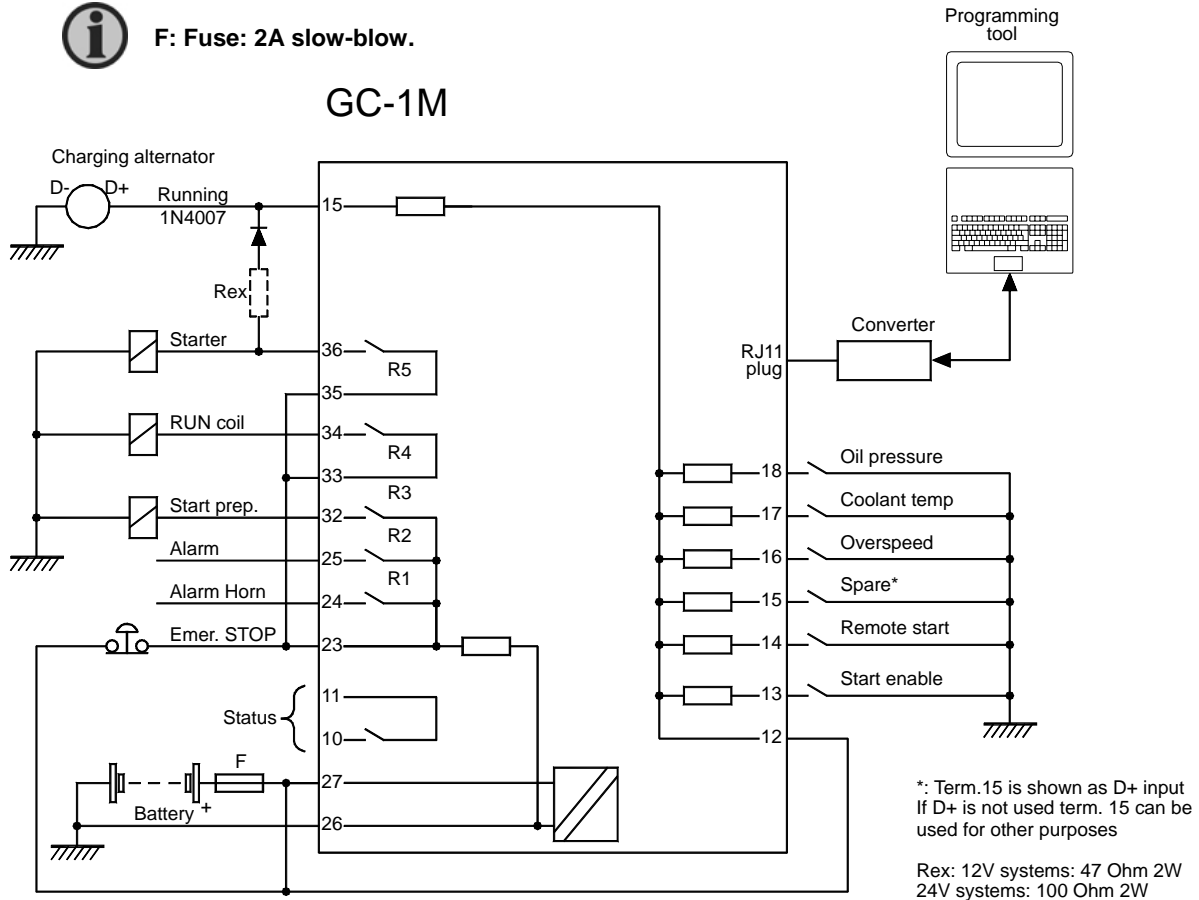 F: Fuse: 2A slow-blow.
GC-1M
Programming
tool
Charging alternator
D-
D+
Running
1N4007
15
Rex
Starter
36
R5
35
RUN coil
34
R4
33
R3
Start prep.
32
R2
Alarm
25
R1
Alarm Horn
24
Emer. STOP
23
Status
11
10
F
27
Battery
+
26
Converter
RJ11
plug
18
Oil pressure
17
Coolant temp
16
Overspeed
15
Spare*
14
Remote start
13
Start enable
12
*: Term.15 is shown as D+ input
If D+ is not used term. 15 can be
used for other purposes
Rex: 12V systems: 47 Ohm 2W
24V systems: 100 Ohm 2W